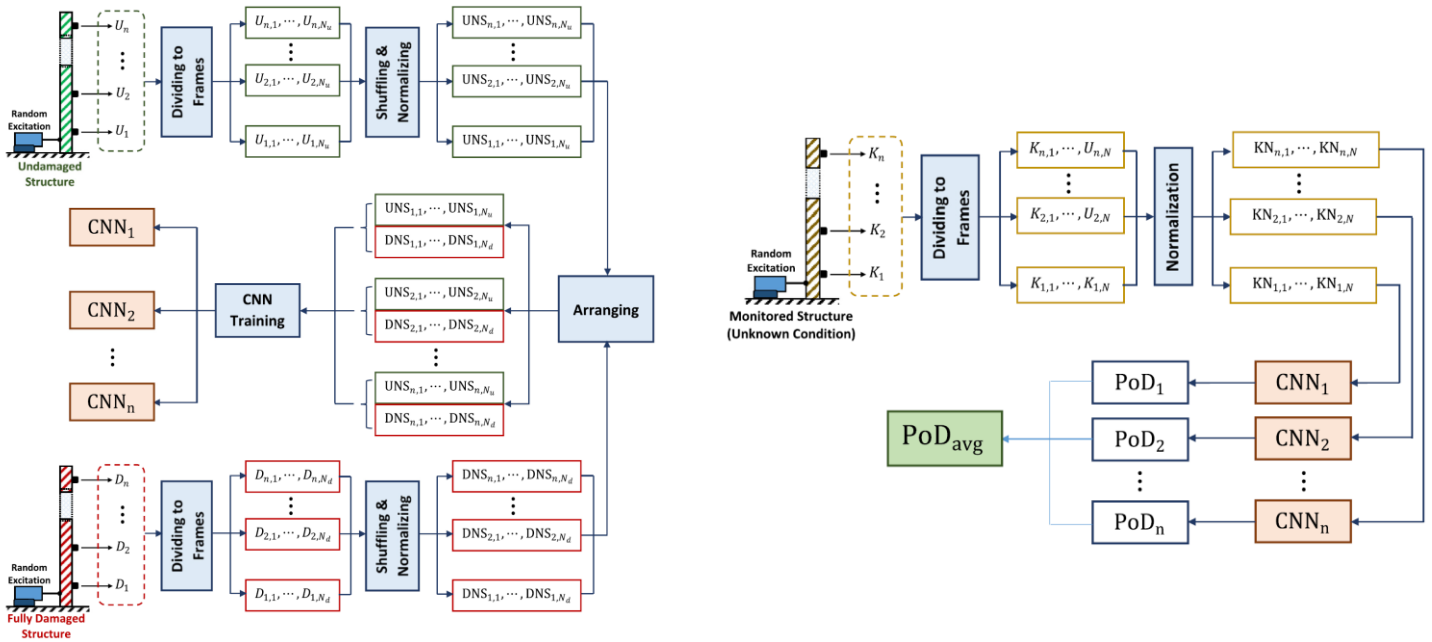 U_n
⋮
U_2
U_1
Random
Excitation
Undamaged
Structure
Dividing to
Frames
U_{n,1}, ⋯ , U_{n,N_u}
⋮
U_{2,1}, ⋯ , U_{2,N_u}
U_{1,1}, ⋯ , U_{1,N_u}
Shuffling &
Normalizing
UNS_{n,1}, ⋯ , UNS_{n,N_u}
⋮
UNS_{2,1}, ⋯ , UNS_{2,N_u}
UNS_{1,1}, ⋯ , UNS_{1,N_u}
CNN_1
CNN_2
⋮
CNN_n
CNN
Training
UNS_{1,1}, ⋯ , UNS_{1,N_u}
DNS_{1,1}, ⋯ , DNS_{1,N_d}
UNS_{2,1}, ⋯ , UNS_{2,N_u}
DNS_{2,1}, ⋯ , DNS_{2,N_d}
⋮
UNS_{n,1}, ⋯ , UNS_{n,N_u}
DNS_{n,1}, ⋯ , DNS_{n,N_d}
Arranging
D_n
⋮
D_2
D_1
Random
Excitation
Fully Damaged
Structure
Dividing to
Frames
D_{n,1}, ⋯ , D_{n,N_d}
⋮
D_{2,1}, ⋯ , D_{2,N_d}
D_{1,1}, ⋯ , D_{1,N_d}
Shuffling &
Normalizing
DNS_{n,1}, ⋯ , DNS_{n,N_d}
⋮
DNS_{2,1}, ⋯ , DNS_{2,N_d}
DNS_{1,1}, ⋯ , DNS_{1,N_d}
K_n
⋮
K_2
K_1
Random
Excitation
Monitored Structure
(Unknown Condition)
Dividing to
Frames
K_{n,1}, ⋯ , U_{n,N}
⋮
K_{2,1}, ⋯ , U_{2,N}
K_{1,1}, ⋯ , K_{1,N}
Normalization
KN_{n,1}, ⋯ , KN_{n,N}
⋮
KN_{2,1}, ⋯ , KN_{2,N}
KN_{1,1}, ⋯ , KN_{1,N}
PoD_avg
PoD_1
CNN_1
PoD_2
CNN_2
⋮
⋮
PoD_n
CNN_n